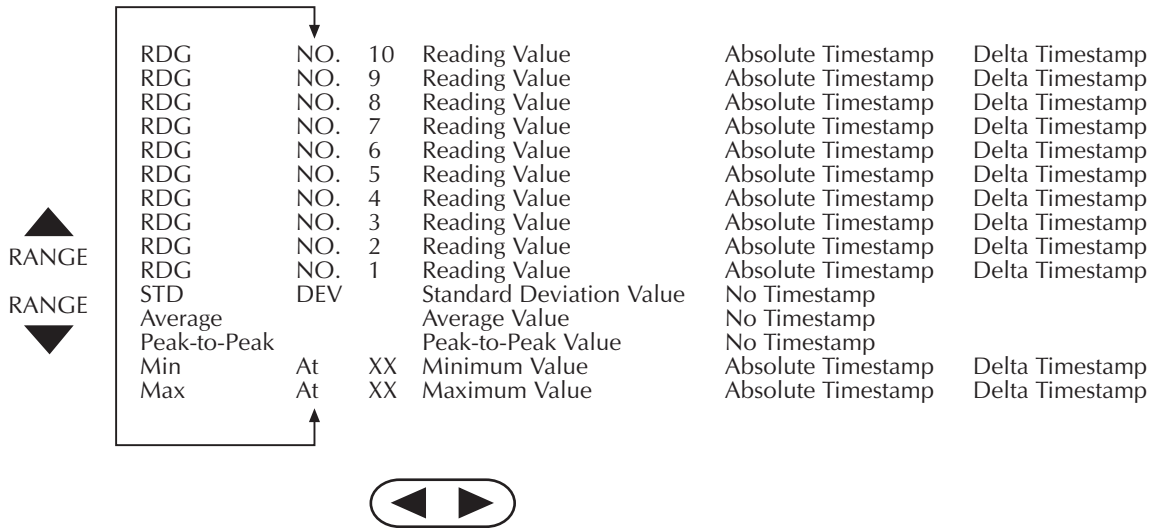 RDG NO. 10 Reading Value Absolute Timestamp Delta Timestamp
RDG NO. 9 Reading Value Absolute Timestamp Delta Timestamp
RDG NO. 8 Reading Value Absolute Timestamp Delta Timestamp
RDG NO. 7 Reading Value Absolute Timestamp Delta Timestamp
RDG NO. 6 Reading Value Absolute Timestamp Delta Timestamp
RDG NO. 5 Reading Value Absolute Timestamp Delta Timestamp
RDG NO. 4 Reading Value Absolute Timestamp Delta Timestamp
RDG NO. 3 Reading Value Absolute Timestamp Delta Timestamp
RDG NO. 2 Reading Value Absolute Timestamp Delta Timestamp
RDG NO. 1 Reading Value Absolute Timestamp Delta Timestamp
STD DEV Standard Deviation Value No Timestamp
Average Average Value No Timestamp
Peak-to-Peak Peak-to-Peak Value No Timestamp
Min At XX Minimum Value Absolute Timestamp Delta Timestamp
Max At XX Maximum Value Absolute Timestamp Delta Timestamp
RANGE
RANGE